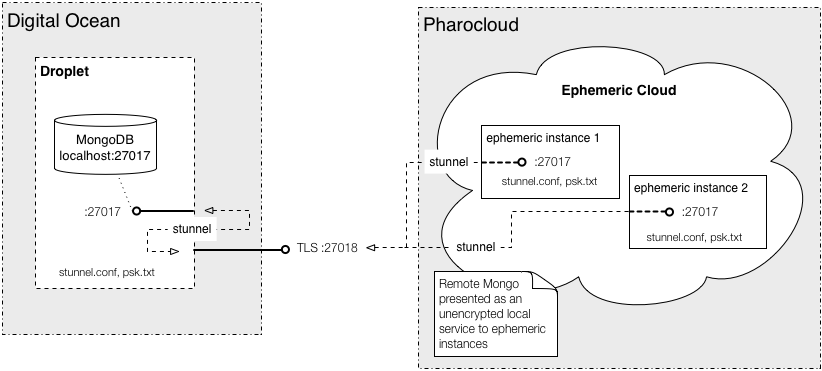 Digital Ocean
Droplet
MongoDB
localhost:27017
:27017
stunnel
stunnel.conf, psk.txt
TLS :27018
Pharocloud
Ephemeric Cloud
ephemeric instance 1
stunnel
:27017
stunnel.conf, psk.txt
ephemeric instance 2
:27017
stunnel
stunnel.conf, psk.txt
Remote Mongo
presented as an
unencrypted local
service to ephemeric
instances